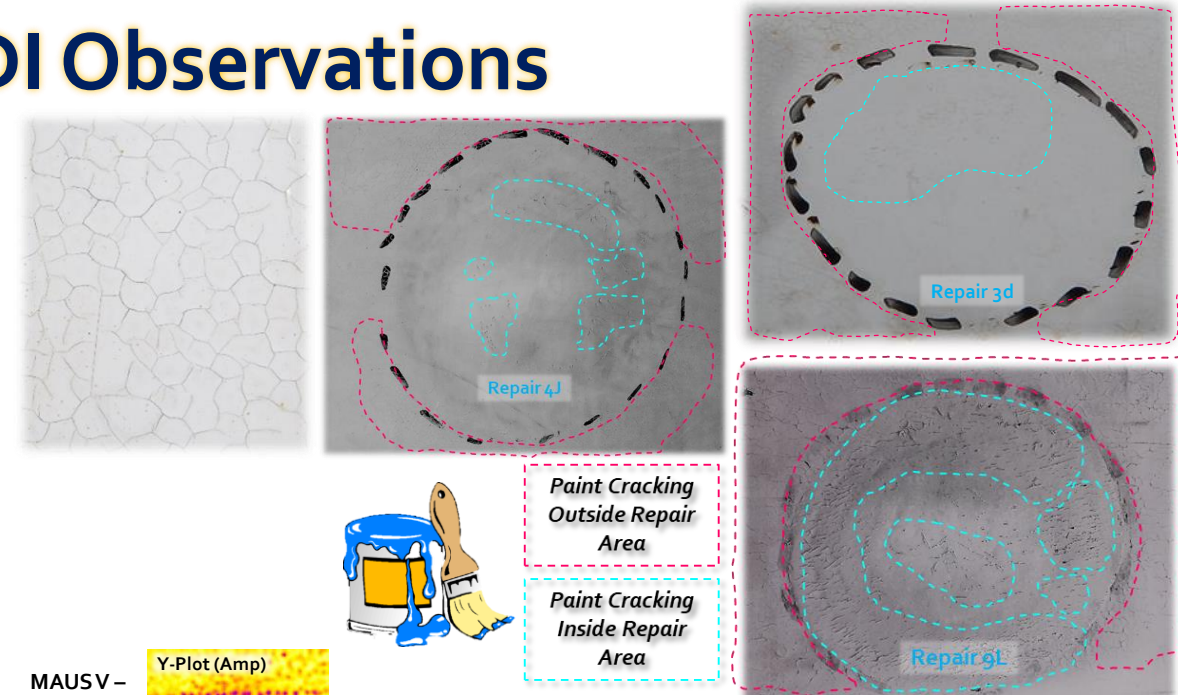 DI Observations
Repair 4J
Repair 3d
Repair 9L
Paint Cracking
Outside Repair
Area
Paint Cracking
Inside Repair
Area
MAUS V –
Y-Plot (Amp)